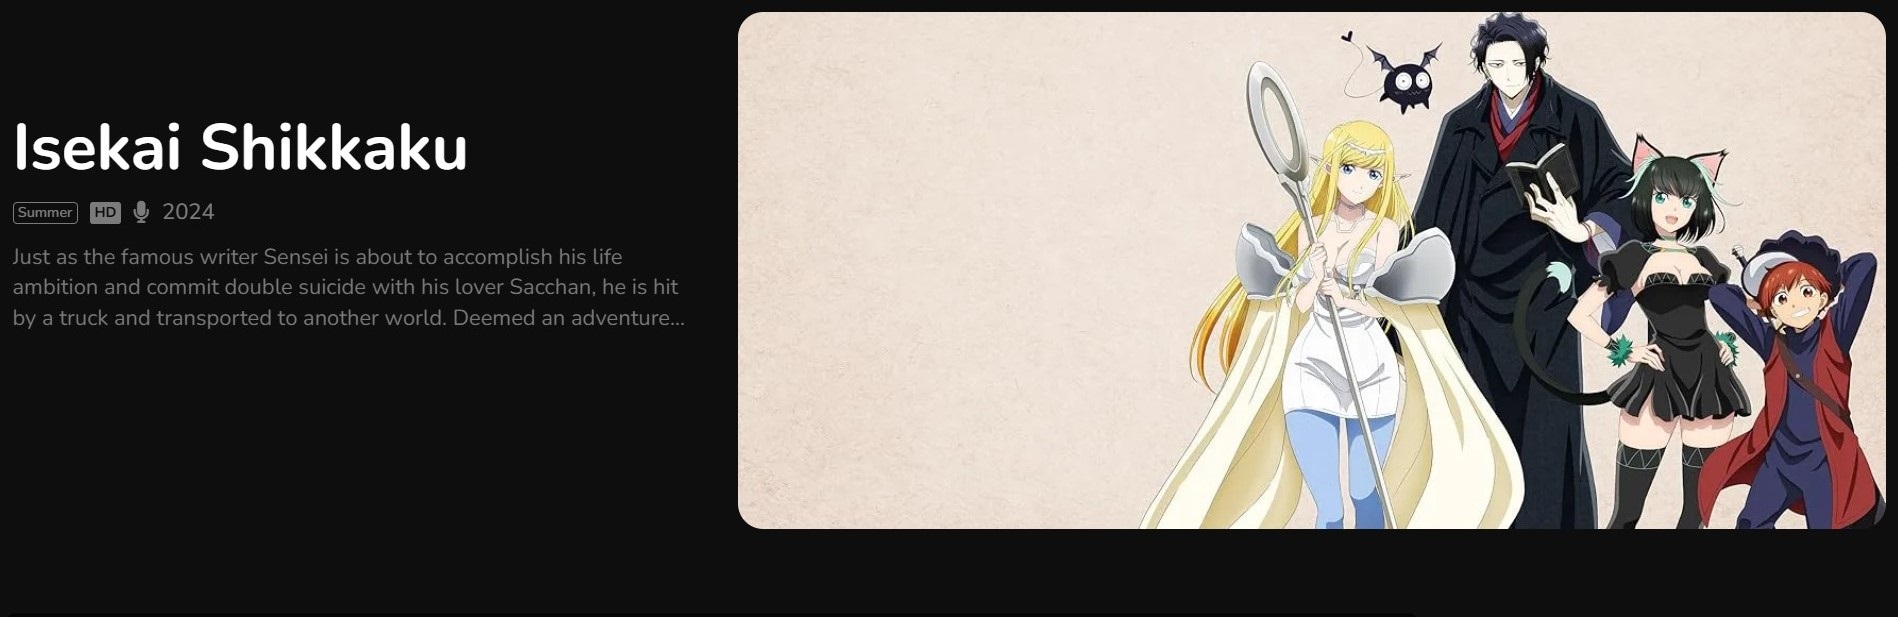 Isekai Shikkaku
Summer HD 2024
Just as the famous writer Sensei is about to accomplish his life
ambition and commit double suicide with his lover Sacchan, he is hit
by a truck and transported to another world. Deemed an adventure...